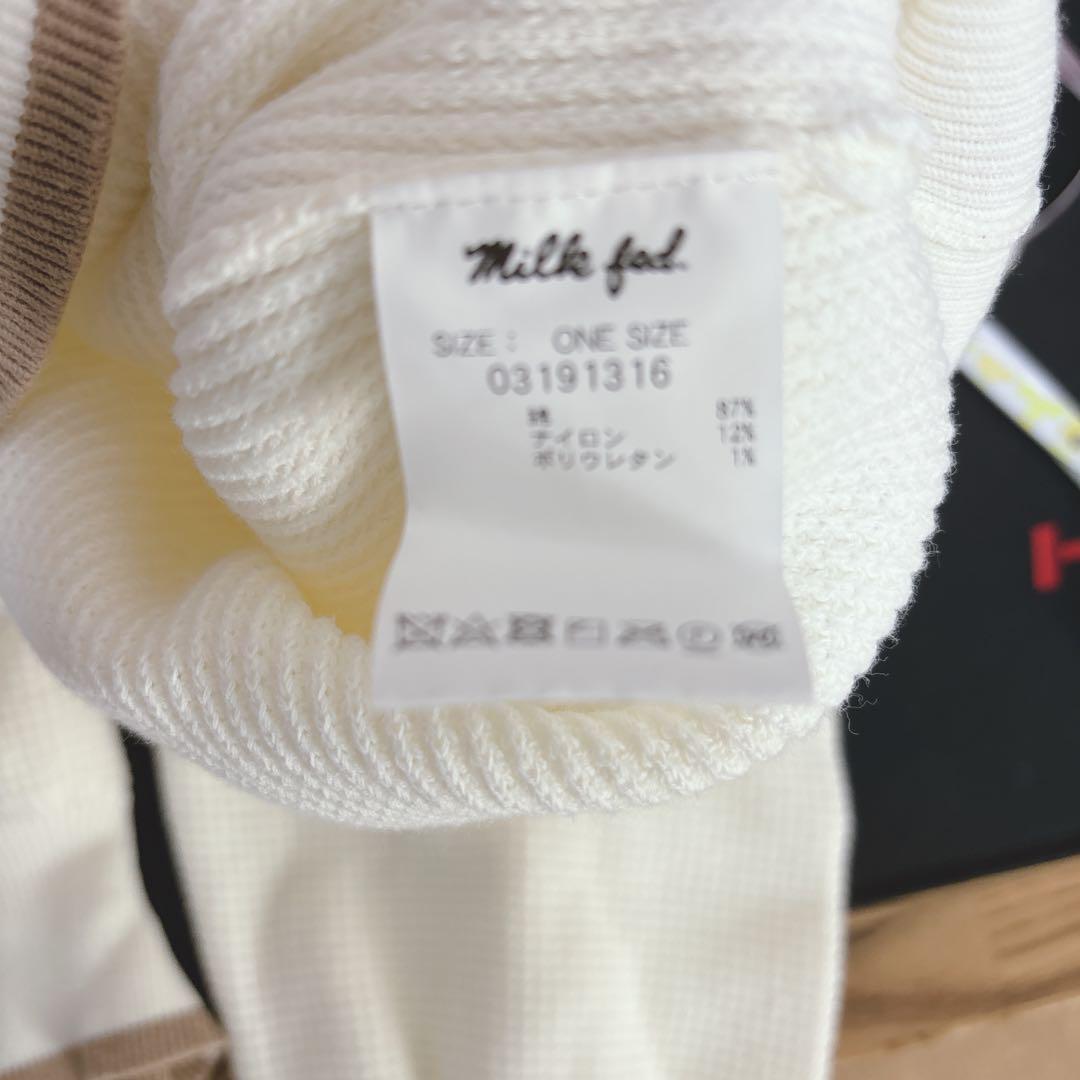 Milk fed.
SIZE : ONE SIZE
03191316
綿 87%
ナイロン 12%
ポリウレタン 1%
H